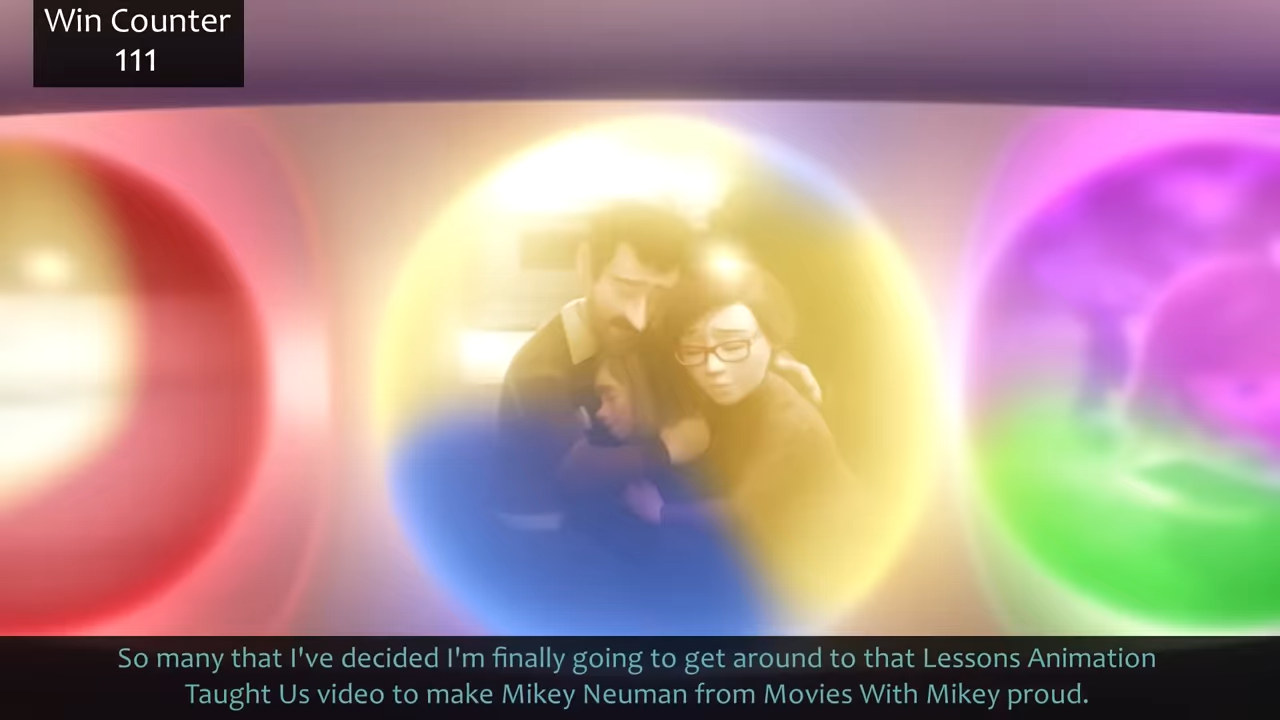 Win Counter
111
So many that I've decided I'm finally going to get around to that Lessons Animation
Taught Us video to make Mikey Neuman from Movies With Mikey proud.